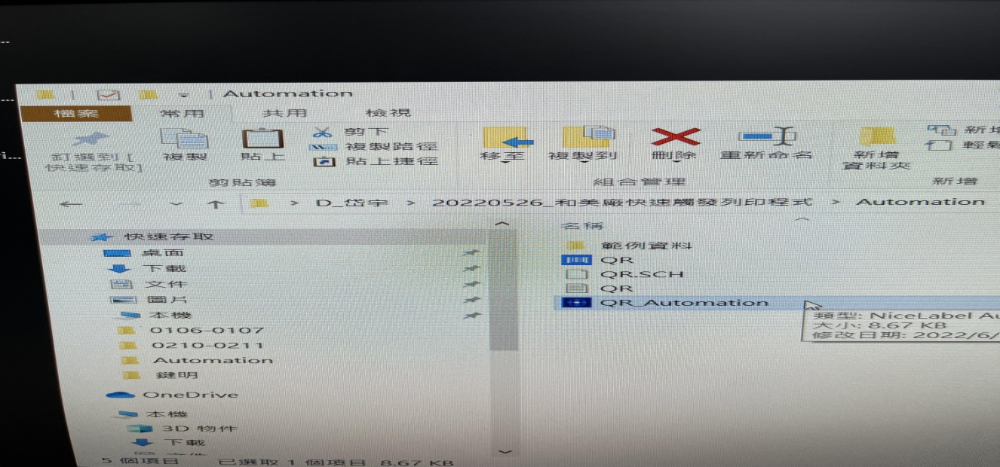 Automation
檔案 常用 共用 檢視
釘選到 [
快速存取]
複製
貼上
剪下
複製路徑
貼上捷徑
剪貼簿
移至
複製到
刪除
重新命名
組合管理
新增
資料夾
新增
D_岱宇 > 20220526_和美廠快速觸發列印程式 > Automation
快速存取
桌面
下載
文件
圖片
本機
0106-0107
0210-0211
Automation
鍵明
OneDrive
本機
3D 物件
下載
名稱
範例資料
QR
QR.SCH
QR
QR_Automation
類型: NiceLabel Au
大小: 8.67 KB
修改日期: 2022/6/
5 個項目 已選取 1 個項目 8.67 KB